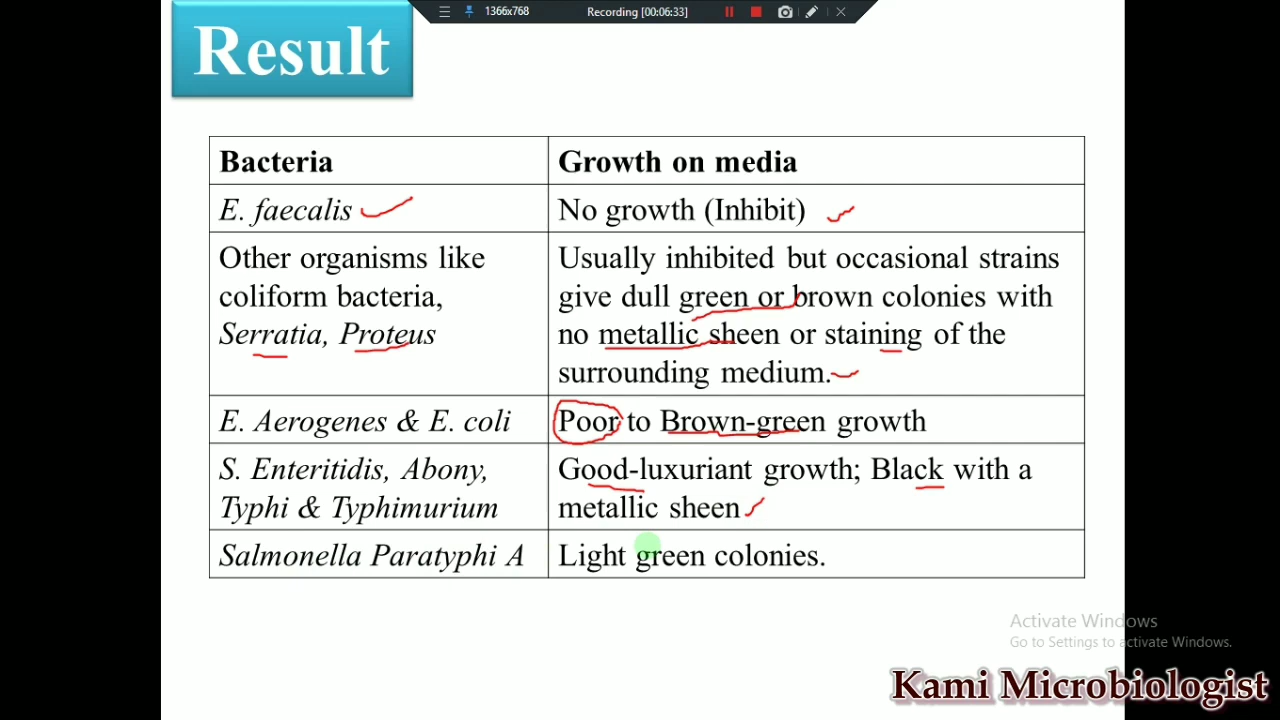 1366x768
Recording [00:06:33]
Result
Bacteria
Growth on media
E. faecalis
No growth (Inhibit)
Other organisms like
coliform bacteria,
Serratia, Proteus
Usually inhibited but occasional strains
give dull green or brown colonies with
no metallic sheen or staining of the
surrounding medium.
E. Aerogenes & E. coli
Poor to Brown-green growth
S. Enteritidis, Abony,
Typhi & Typhimurium
Good-luxuriant growth; Black with a
metallic sheen
Salmonella Paratyphi A
Light green colonies.
Activate Windows
Go to Settings to activate Windows.
Kami Microbiologist